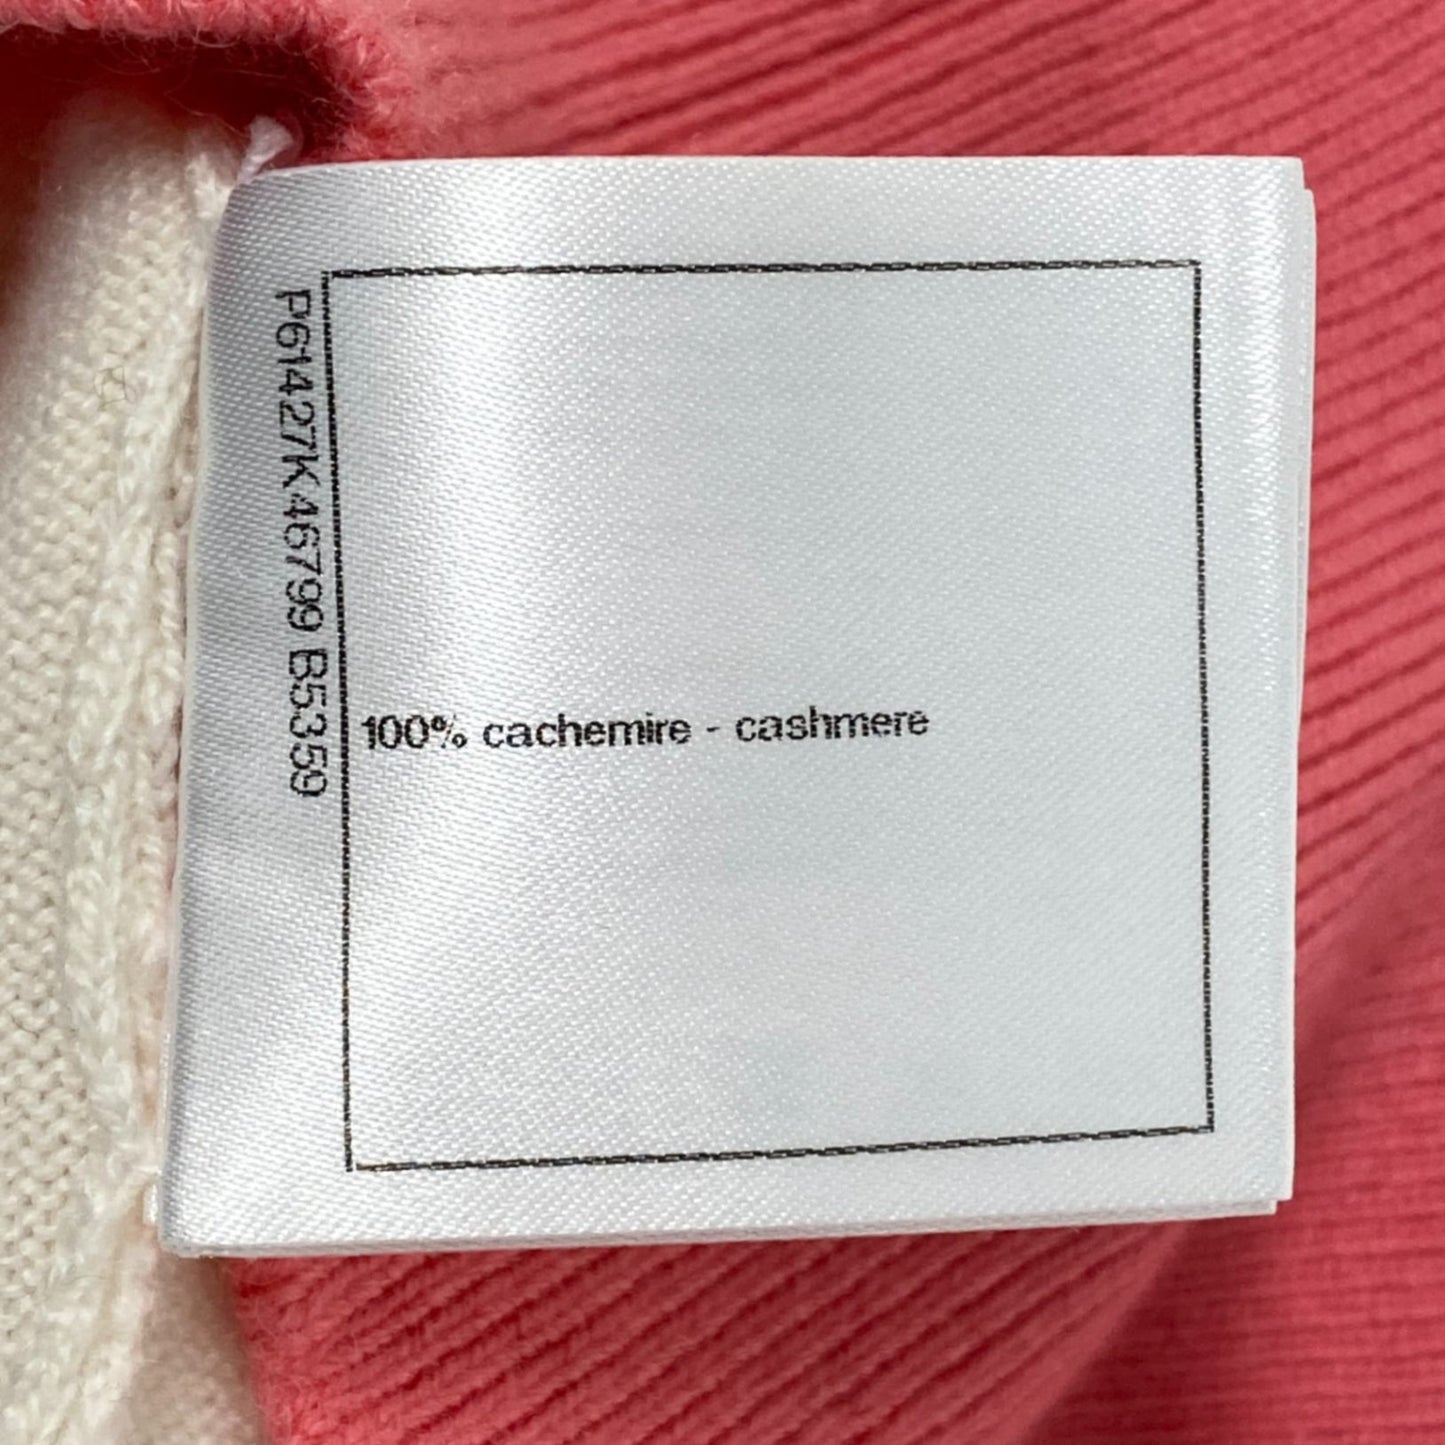 P61427K46799 B5359
100% cachemire - cashmere